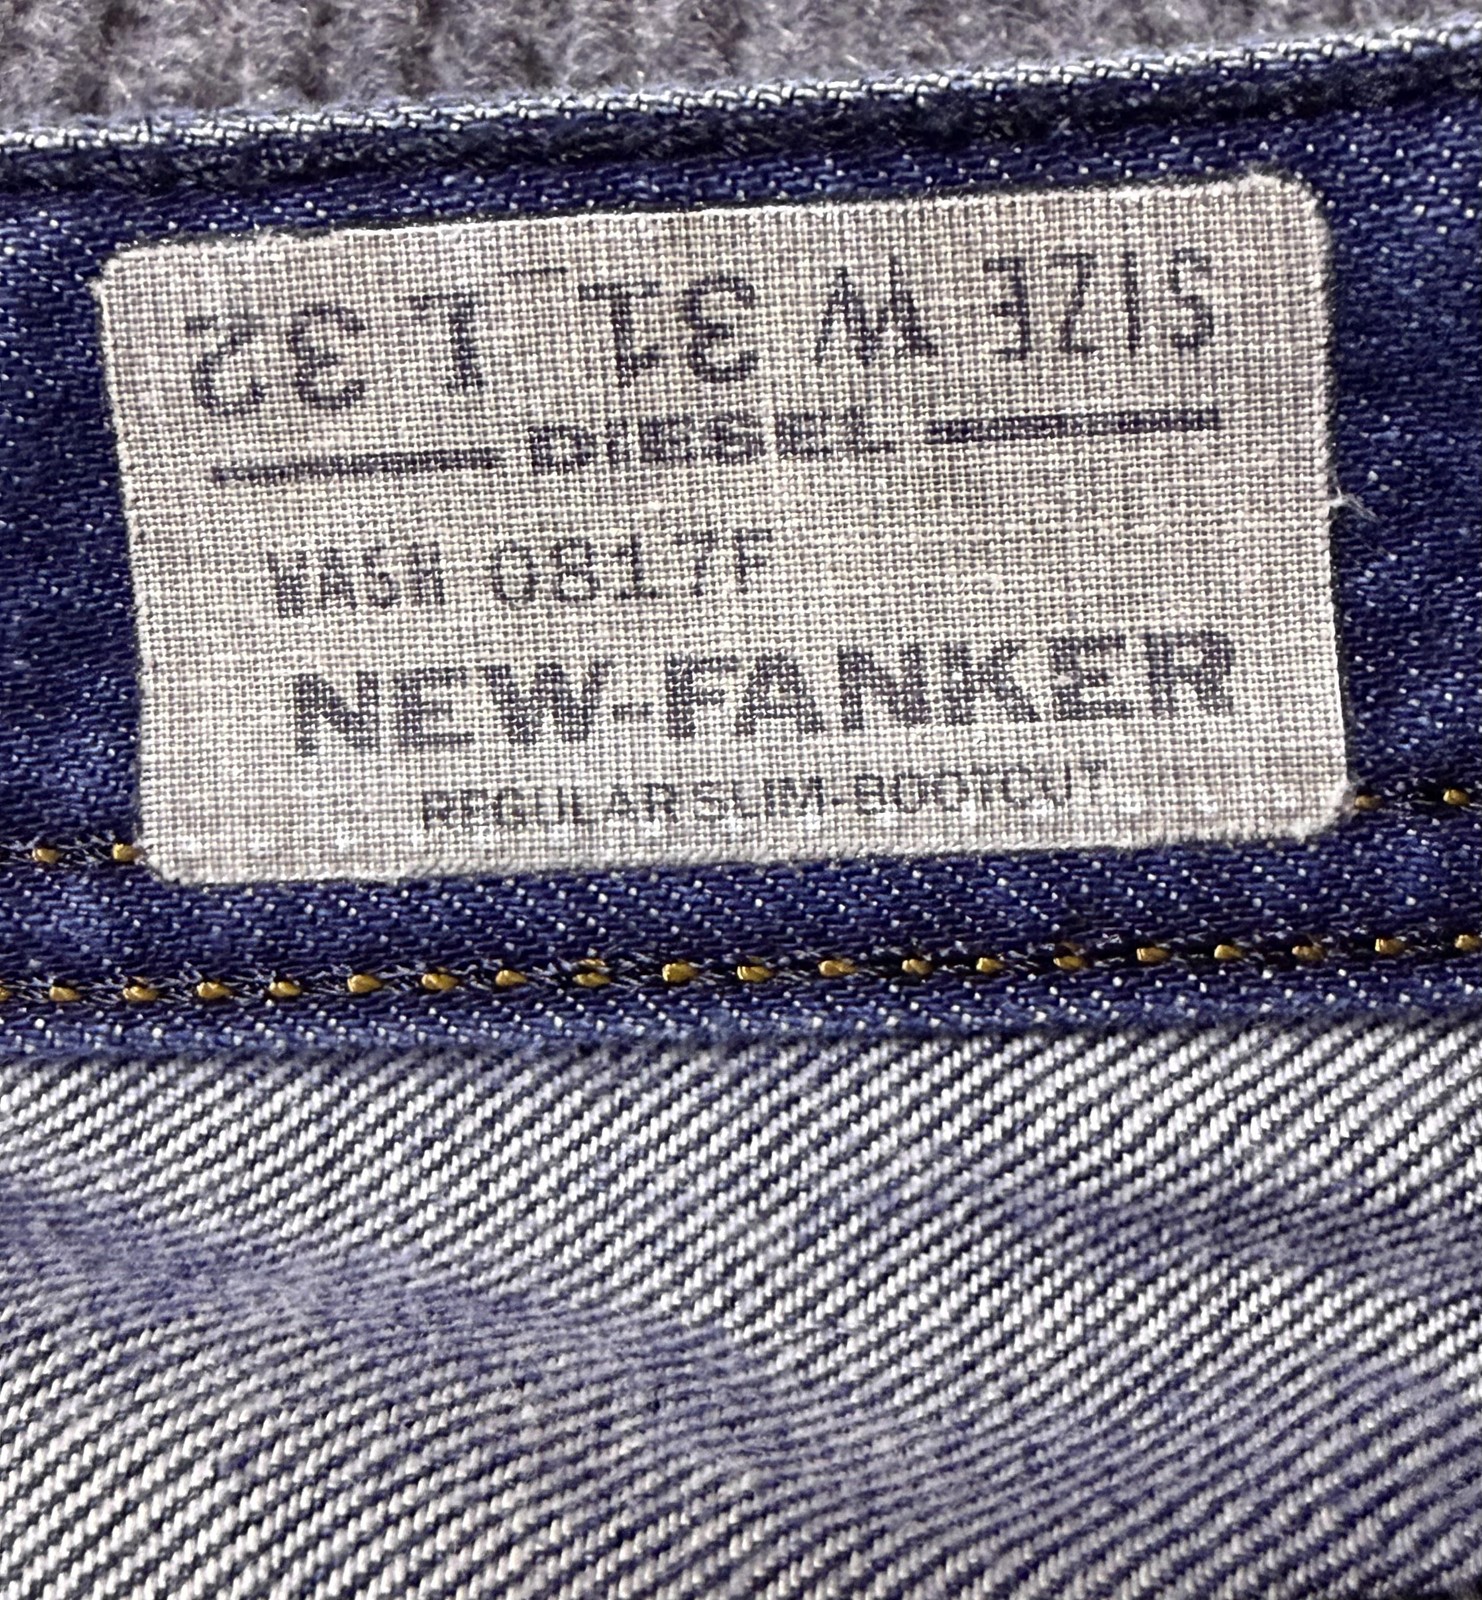 SIZE W 31 L 32
DIESEL
WASH 0817F
NEW-FANKER
REGULAR SLIM-BOOTCUT